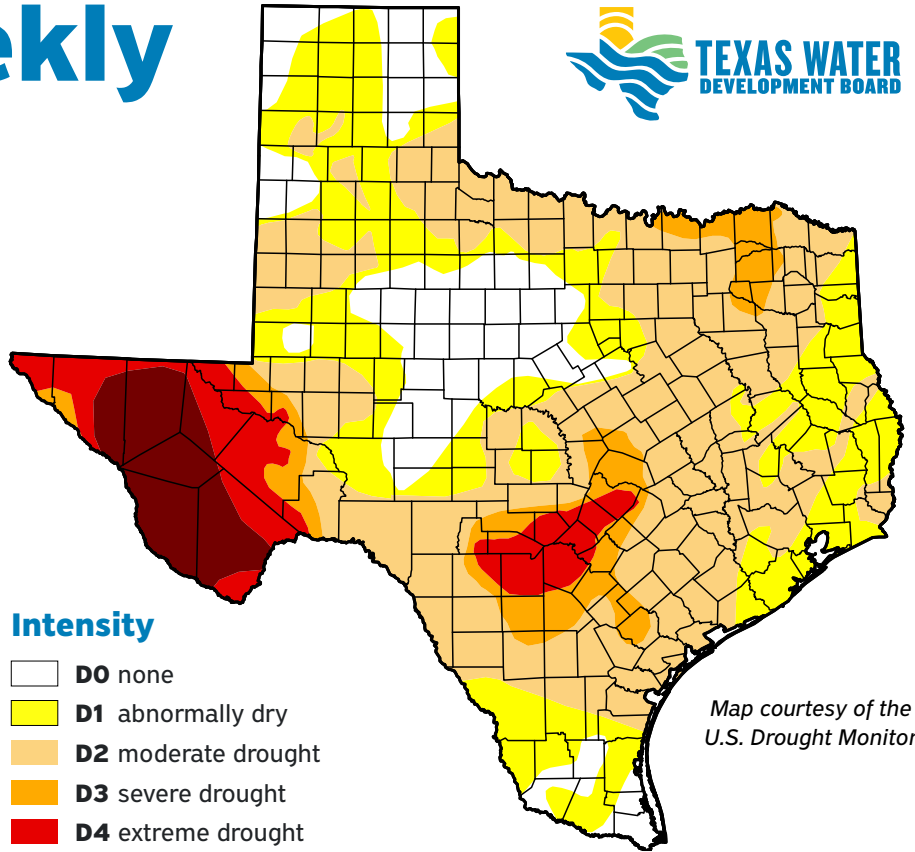 ekly
TEXAS WATER
DEVELOPMENT BOARD
Intensity
D0 none
D1 abnormally dry
D2 moderate drought
D3 severe drought
D4 extreme drought
Map courtesy of the
U.S. Drought Monitor